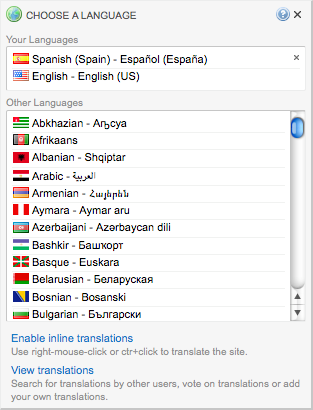 CHOOSE A LANGUAGE
Your Languages
Spanish (Spain) - Español (España)
English - English (US)
Other Languages
Abkhazian - Аҧсуа
Afrikaans
Albanian - Shqiptar
Arabic - العربية
Armenian - Հայերեն
Aymara - Aymar aru
Azerbaijani - Azərbaycan dili
Bashkir - Башкорт
Basque - Euskara
Belarusian - Беларуская
Bosnian - Bosanski
Bulgarian - Български
Enable inline translations
Use right-mouse-click or ctr+click to translate the site.
View translations
Search for translations by other users, vote on translations or add
your own translations.